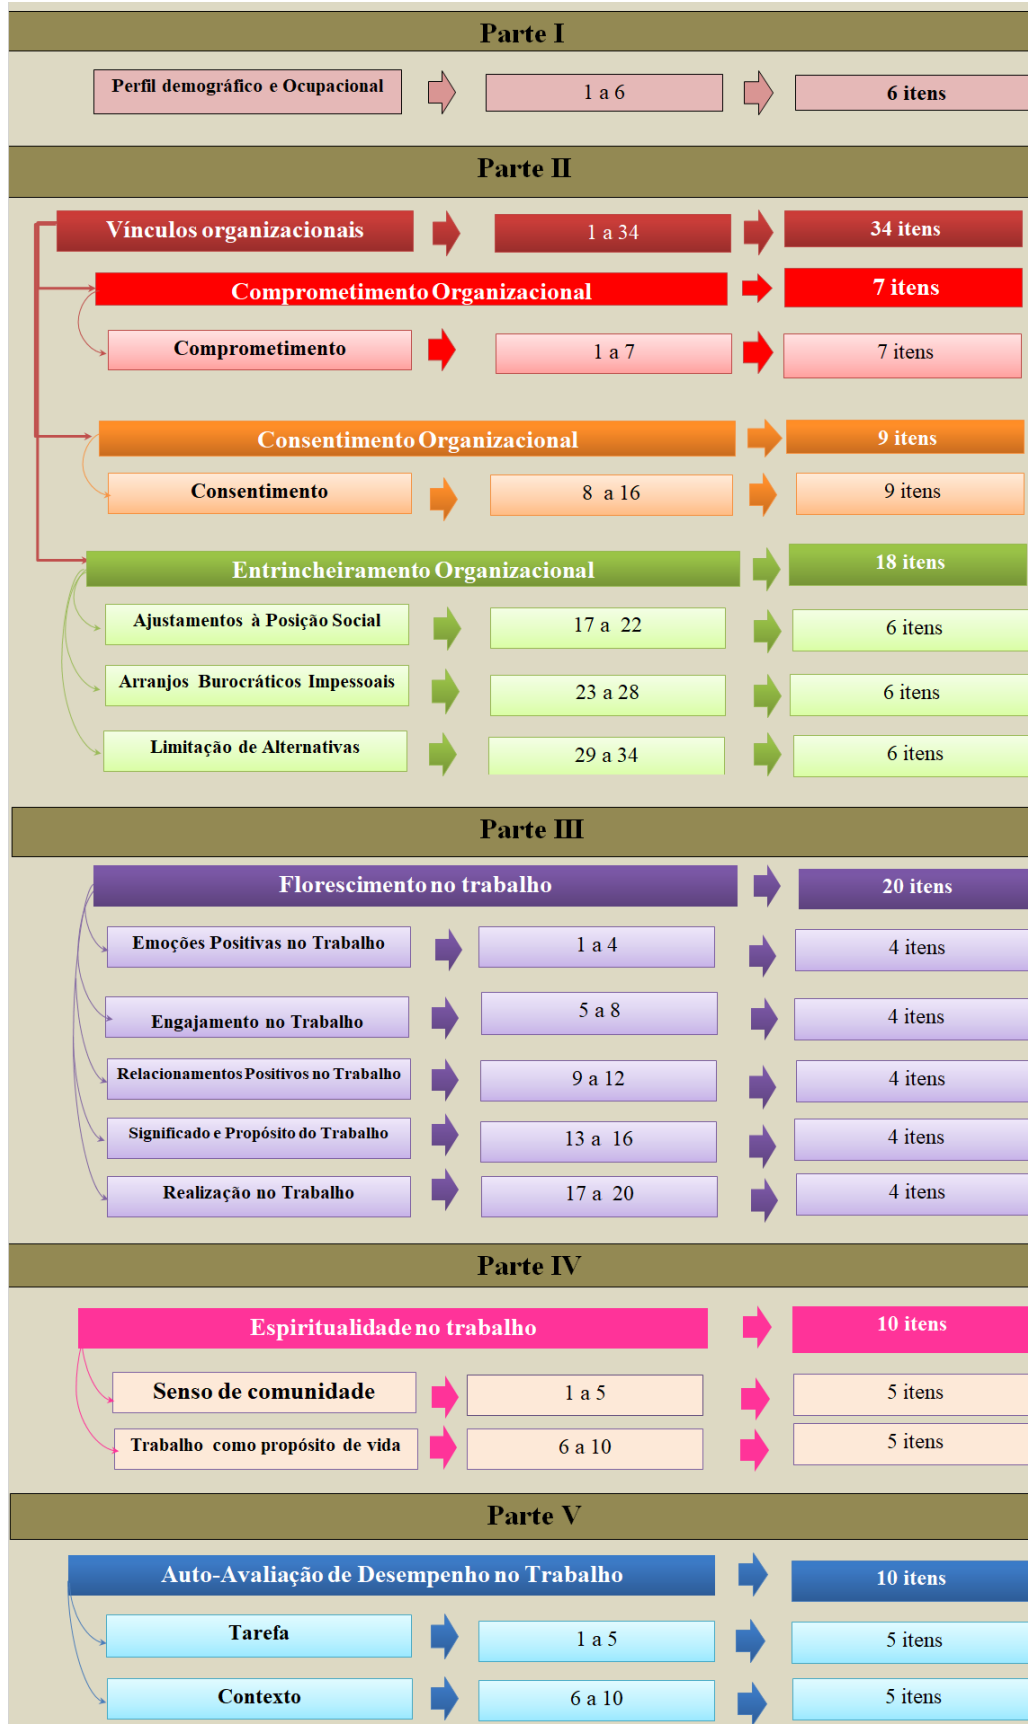 Parte I
Perfil demográfico e Ocupacional 1 a 6 6 itens
Parte II
Vínculos organizacionais 1 a 34 34 itens
Comprometimento Organizacional 7 itens
Comprometimento 1 a 7 7 itens
Consentimento Organizacional 9 itens
Consentimento 8 a 16 9 itens
Entrincheiramento Organizacional 18 itens
Ajustamentos à Posição Social 17 a 22 6 itens
Arranjos Burocráticos Impessoais 23 a 28 6 itens
Limitação de Alternativas 29 a 34 6 itens
Parte III
Florescimento no trabalho 20 itens
Emoções Positivas no Trabalho 1 a 4 4 itens
Engajamento no Trabalho 5 a 8 4 itens
Relacionamentos Positivos no Trabalho 9 a 12 4 itens
Significado e Propósito do Trabalho 13 a 16 4 itens
Realização no Trabalho 17 a 20 4 itens
Parte IV
Espiritualidade no trabalho 10 itens
Senso de comunidade 1 a 5 5 itens
Trabalho como propósito de vida 6 a 10 5 itens
Parte V
Auto-Avaliação de Desempenho no Trabalho 10 itens
Tarefa 1 a 5 5 itens
Contexto 6 a 10 5 itens